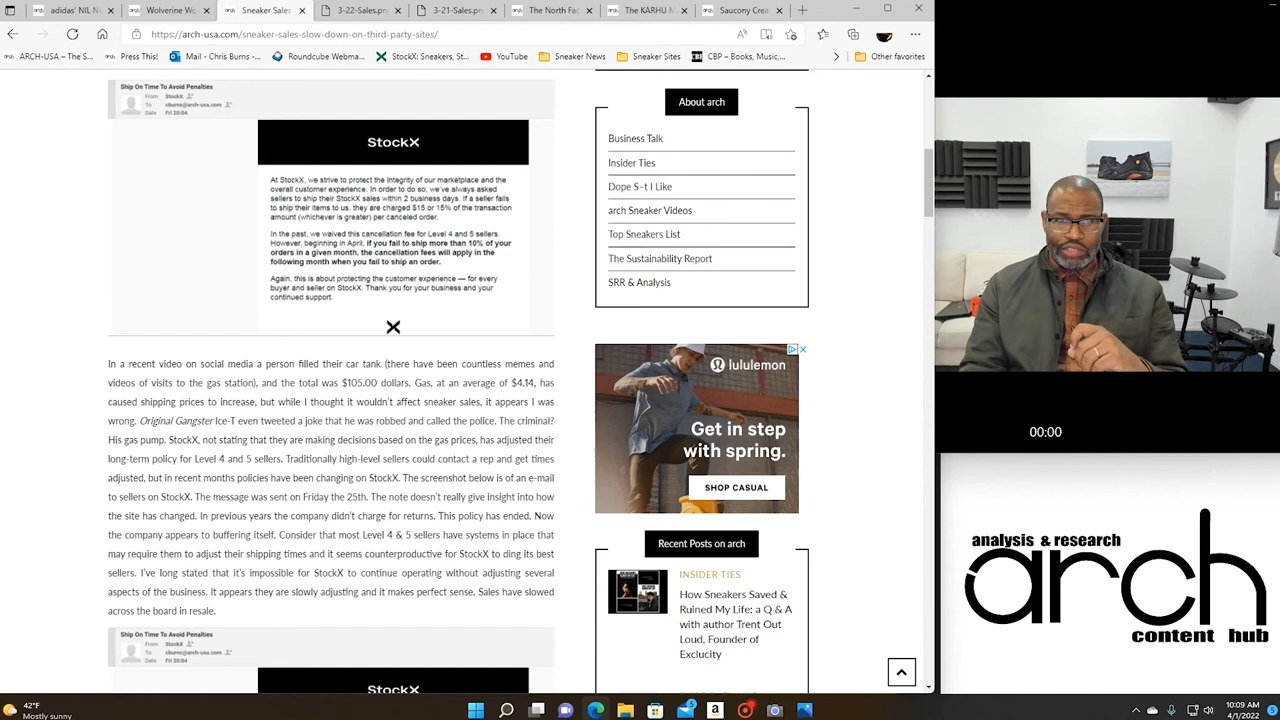 adidas' NIL N
Wolverine Wo
Sneaker Sales
3-22-Sales.pn
3-21-Sales.pn
The North Fac
The KARHU M
Saucony Crea
https://arch-usa.com/sneaker-sales-slow-down-on-third-party-sites/
ARCH-USA – The S...
Press This!
Mail - Chris Burns -...
Roundcube Webma...
StockX: Sneakers, St...
YouTube
Sneaker News
Sneaker Sites
CBP – Books, Music,...
Other favorites
Ship On Time To Avoid Penalties
From StockX
To cburns@arch-usa.com
Date Fri 20:04
StockX
At StockX, we strive to protect the integrity of our marketplace and the
overall customer experience. In order to do so, we've always asked
sellers to ship their StockX sales within 2 business days. If a seller fails
to ship their items to us, they are charged $15 or 15% of the transaction
amount (whichever is greater) per canceled order.
In the past, we waived this cancellation fee for Level 4 and 5 sellers.
However, beginning in April, if you fail to ship more than 10% of your
orders in a given month, the cancellation fees will apply in the
following month when you fail to ship an order.
Again, this is about protecting the customer experience — for every
buyer and seller on StockX. Thank you for your business and your
continued support.
X
In a recent video on social media a person filled their car tank (there have been countless memes and
videos of visits to the gas station), and the total was $105.00 dollars. Gas, at an average of $4.14, has
caused shipping prices to increase, but while I thought it wouldn't affect sneaker sales, it appears I was
wrong. Original Gangster Ice-T even tweeted a joke that he was robbed and called the police. The criminal?
His gas pump. StockX, not stating that they are making decisions based on the gas prices, has adjusted their
long-term policy for Level 4 and 5 sellers. Traditionally high-level sellers could contact a rep and get times
adjusted, but in recent months policies have been changing on StockX. The screenshot below is of an e-mail
to sellers on StockX. The message was sent on Friday the 25th. The note doesn't really give insight into how
the site has changed. In previous years the company didn't charge for returns. This policy has ended. Now
the company appears to buffering itself. Consider that most Level 4 & 5 sellers have systems in place that
may require them to adjust their shipping times and it seems counterproductive for StockX to ding its best
sellers. I've long stated that it's impossible for StockX to continue operating without adjusting several
aspects of the business. It appears they are slowly adjusting and it makes perfect sense. Sales have slowed
across the board in resale.
Ship On Time To Avoid Penalties
From StockX
To cburns@arch-usa.com
Date Fri 20:04
StockX
About arch
Business Talk
Insider Ties
Dope S–t I Like
arch Sneaker Videos
Top Sneakers List
The Sustainability Report
SRR & Analysis
lululemon
Get in step
with spring.
SHOP CASUAL
Recent Posts on arch
INSIDER TIES
How Sneakers Saved &
Ruined My Life: a Q & A
with author Trent Out
Loud, Founder of
Exclucity
00:00
analysis & research
arch
content hub
42°F
Mostly sunny
5
10:09 AM
4/1/2022